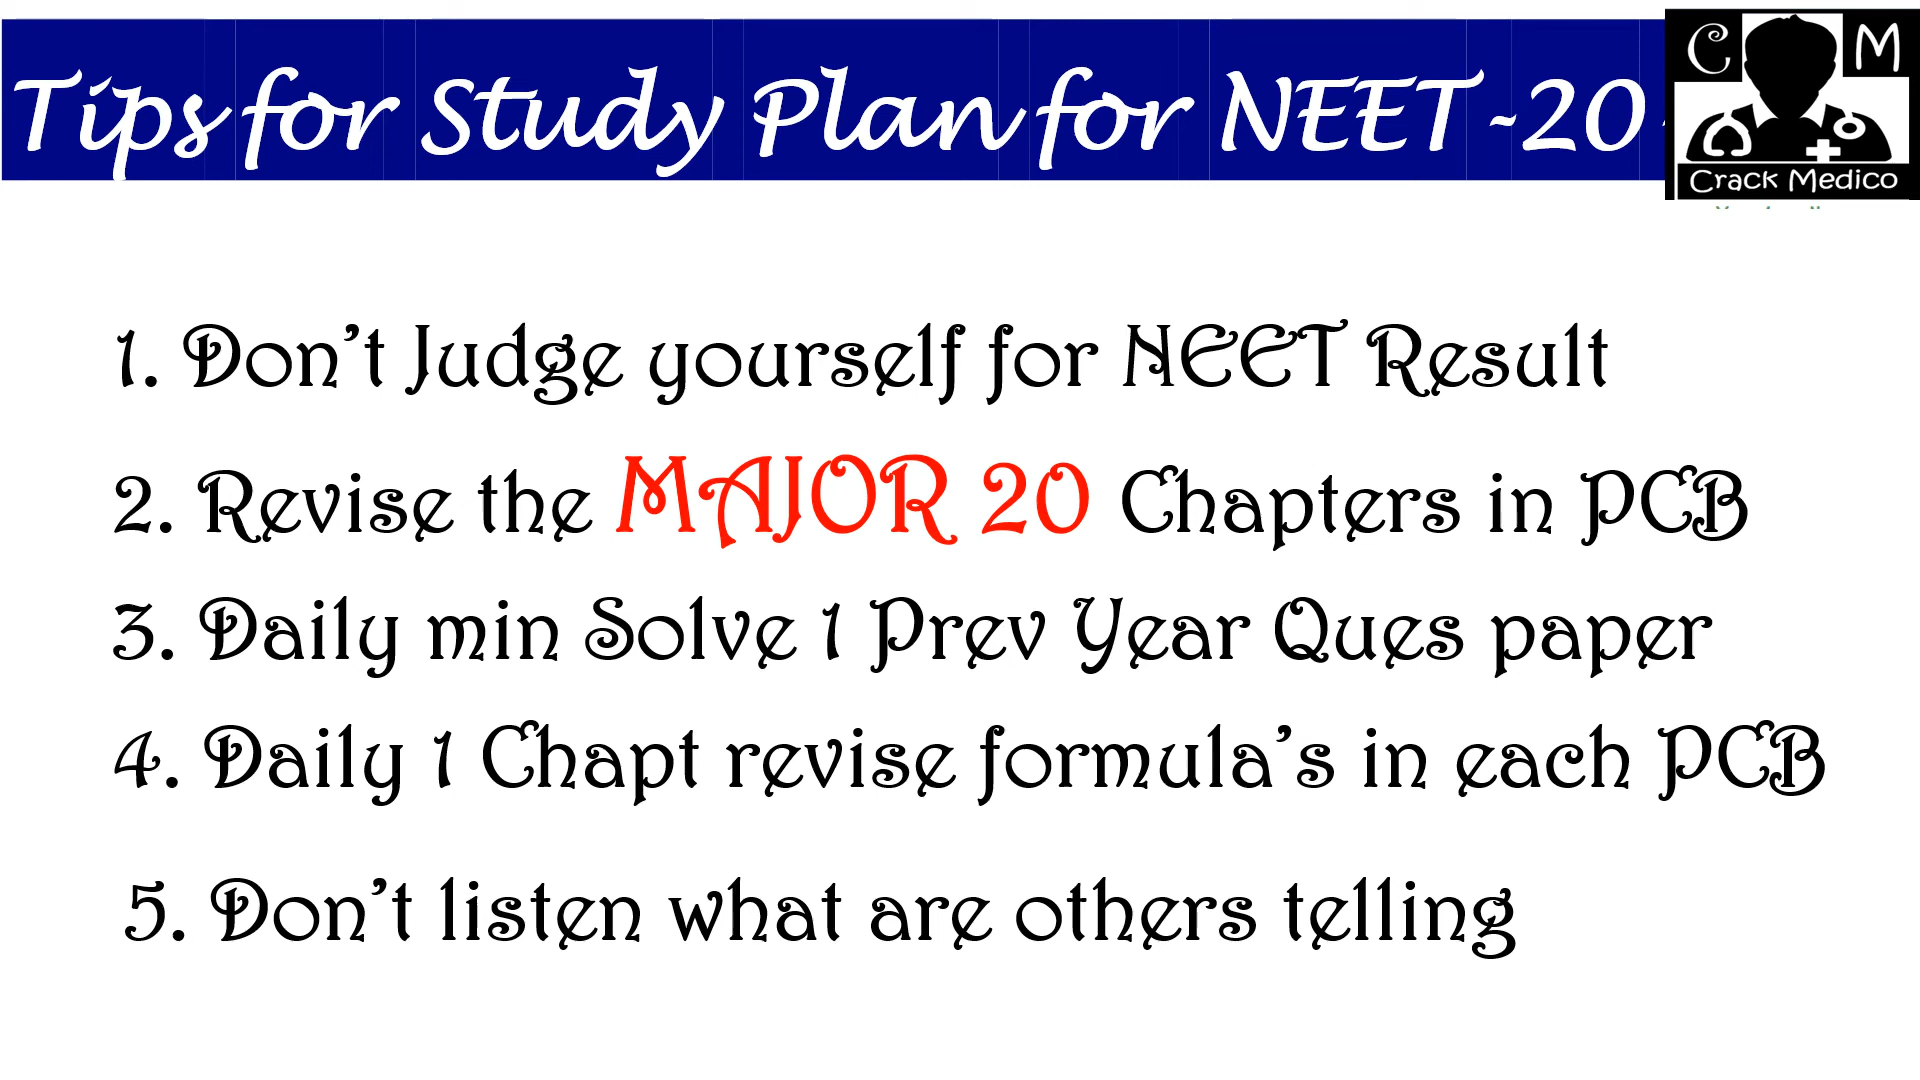 Tips for Study Plan for NEET-20
C M
Crack Medico
1. Don't Judge yourself for NEET Result
2. Revise the MAJOR 20 Chapters in PCB
3. Daily min Solve 1 Prev Year Ques paper
4. Daily 1 Chapt revise formula's in each PCB
5. Don't listen what are others telling